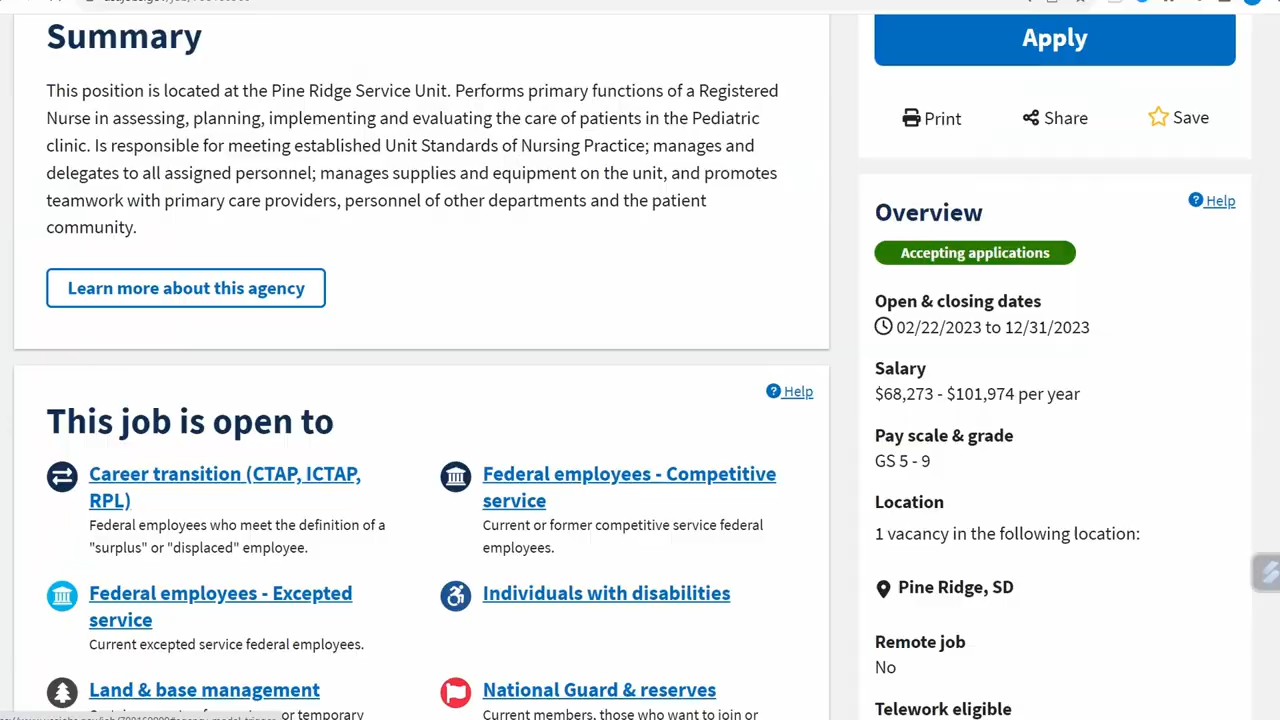 Summary
This position is located at the Pine Ridge Service Unit. Performs primary functions of a Registered
Nurse in assessing, planning, implementing and evaluating the care of patients in the Pediatric
clinic. Is responsible for meeting established Unit Standards of Nursing Practice; manages and
delegates to all assigned personnel; manages supplies and equipment on the unit, and promotes
teamwork with primary care providers, personnel of other departments and the patient
community.
Learn more about this agency
Help
This job is open to
Career transition (CTAP, ICTAP,
RPL)
Federal employees who meet the definition of a
"surplus" or "displaced" employee.
Federal employees - Competitive
service
Current or former competitive service federal
employees.
Federal employees - Excepted
service
Current excepted service federal employees.
Individuals with disabilities
Land & base management
or temporary
National Guard & reserves
Current members, those who want to join or
Apply
Print
Share
Save
Help
Overview
Accepting applications
Open & closing dates
02/22/2023 to 12/31/2023
Salary
$68,273 - $101,974 per year
Pay scale & grade
GS 5 - 9
Location
1 vacancy in the following location:
Pine Ridge, SD
Remote job
No
Telework eligible